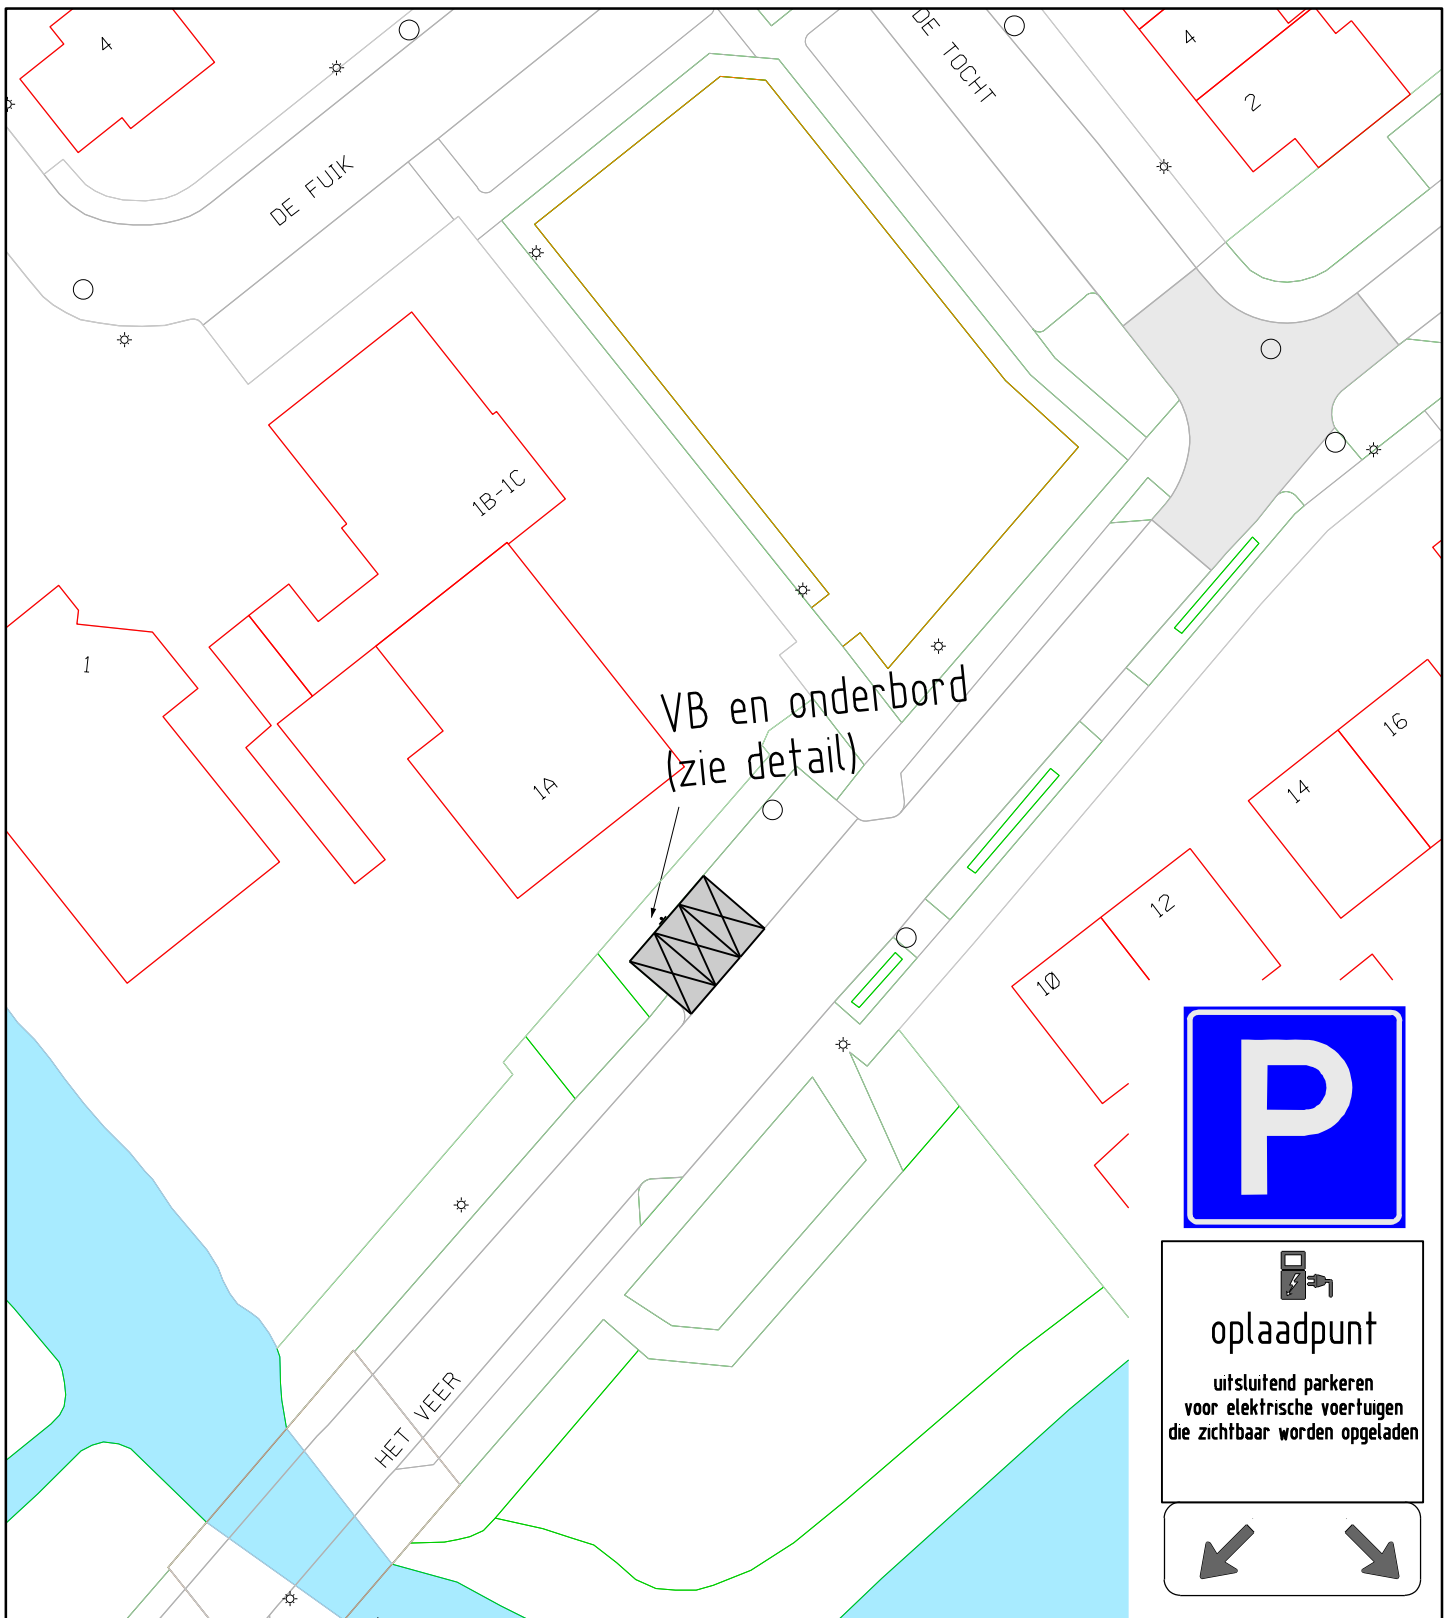 4
DE FUIK
DE TOCHT
4
2
1B-1C
1
1A
VB en onderbord
(zie detail)
16
14
12
10
HET VEER
P
oplaadpunt
uitsluitend parkeren
voor elektrische voertuigen
die zichtbaar worden opgeladen